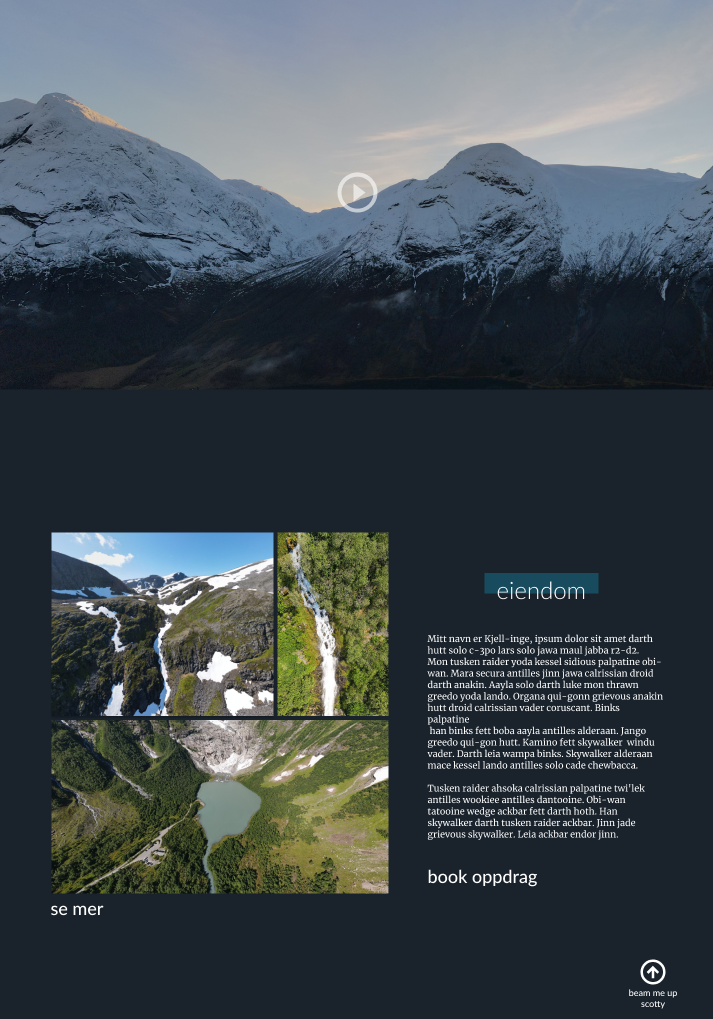 eiendom
Mitt navn er Kjell-inge, ipsum dolor sit amet darth
hutt solo c-3po lars solo jawa maul jabba r2-d2.
Mon tusken raider yoda kessel sidious palpatine obi-
wan. Mara secura antilles jinn jawa calrissian droid
darth anakin. Aayla solo darth luke mon thrawn
greedo yoda lando. Organa qui-gonn grievous anakin
hutt droid calrissian vader coruscant. Binks
palpatine
han binks fett boba aayla antilles alderaan. Jango
greedo qui-gon hutt. Kamino fett skywalker windu
vader. Darth leia wampa binks. Skywalker alderaan
mace kessel lando antilles solo cade chewbacca.
Tusken raider ahsoka calrissian palpatine twi'lek
antilles wookiee antilles dantooine. Obi-wan
tatooine wedge ackbar fett darth hoth. Han
skywalker darth tusken raider ackbar. Jinn jade
grievous skywalker. Leia ackbar endor jinn.
book oppdrag
se mer
beam me up
scotty